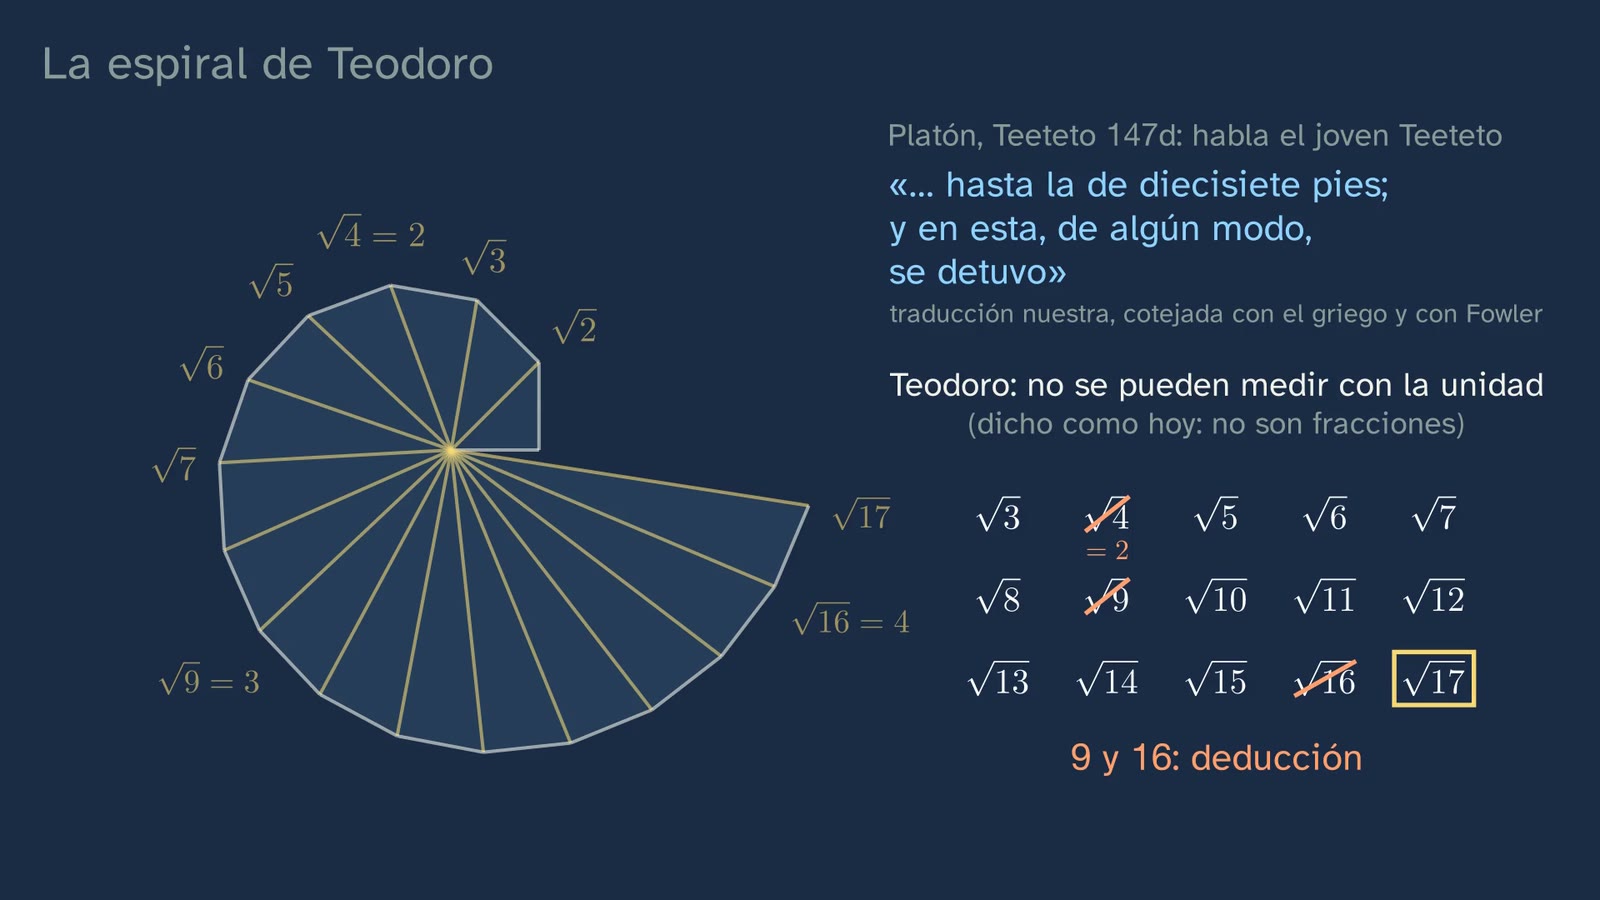 La espiral de Teodoro
Platón, Teeteto 147d: habla el joven Teeteto
«... hasta la de diecisiete pies;
y en esta, de algún modo,
se detuvo»
traducción nuestra, cotejada con el griego y con Fowler
Teodoro: no se pueden medir con la unidad
(dicho como hoy: no son fracciones)
√3 √4 √5 √6 √7
= 2
√8 √9 √10 √11 √12
√13 √14 √15 √16 √17
9 y 16: deducción
√2
√3
√4 = 2
√5
√6
√7
√9 = 3
√16 = 4
√17